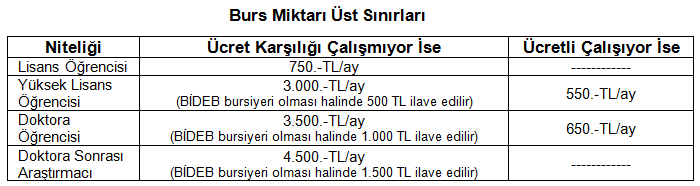 Burs Miktarı Üst Sınırları
Niteliği Ücret Karşılığı Çalışmıyor İse Ücretli Çalışıyor İse
Lisans Öğrencisi 750.-TL/ay ------------
Yüksek Lisans
Öğrencisi
3.000.-TL/ay
(BİDEB bursiyeri olması halinde 500 TL ilave edilir)
550.-TL/ay
Doktora
Öğrencisi
3.500.-TL/ay
(BİDEB bursiyeri olması halinde 1.000 TL ilave edilir)
650.-TL/ay
Doktora Sonrası
Araştırmacı
4.500.-TL/ay
(BİDEB bursiyeri olması halinde 1.500 TL ilave edilir)
------------